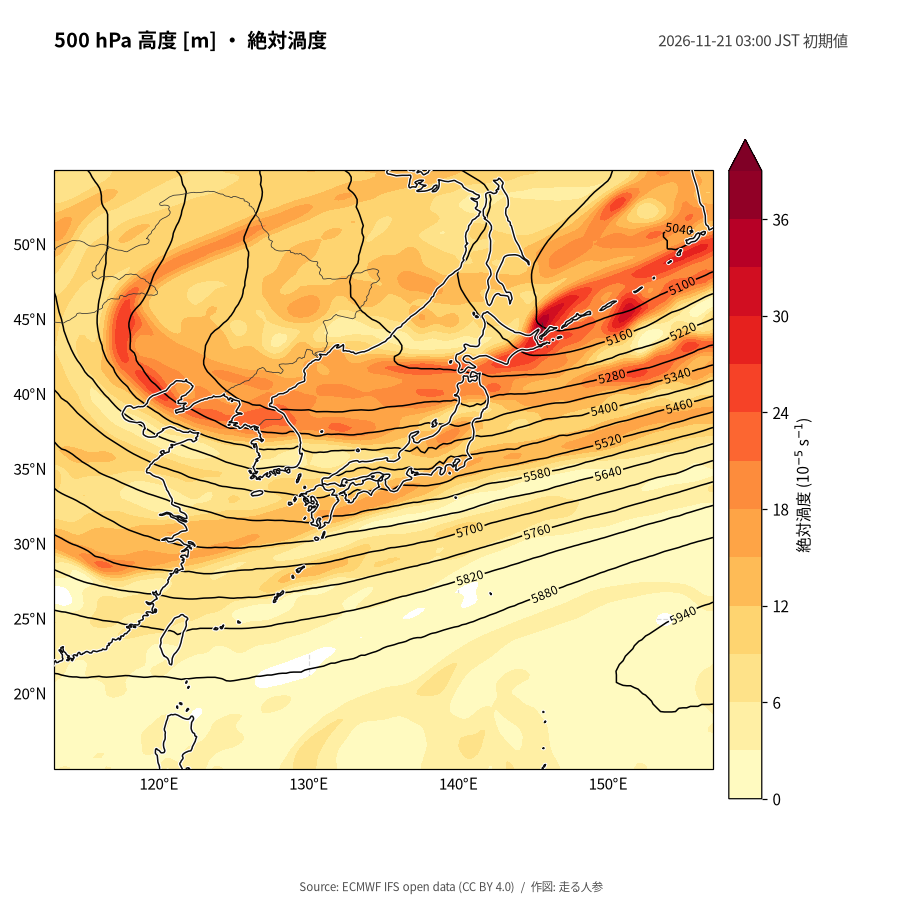 500 hPa 高度 [m] ・ 絶対渦度
2026-11-21 03:00 JST 初期値
50°N
45°N
40°N
35°N
30°N
25°N
20°N
120°E
130°E
140°E
150°E
5040
5100
5160
5220
5280
5340
5400
5460
5520
5580
5640
5700
5760
5820
5880
5940
36
30
24
18
12
6
0
絶対渦度 (10⁻⁵ s⁻¹)
Source: ECMWF IFS open data (CC BY 4.0) / 作図: 走る人参